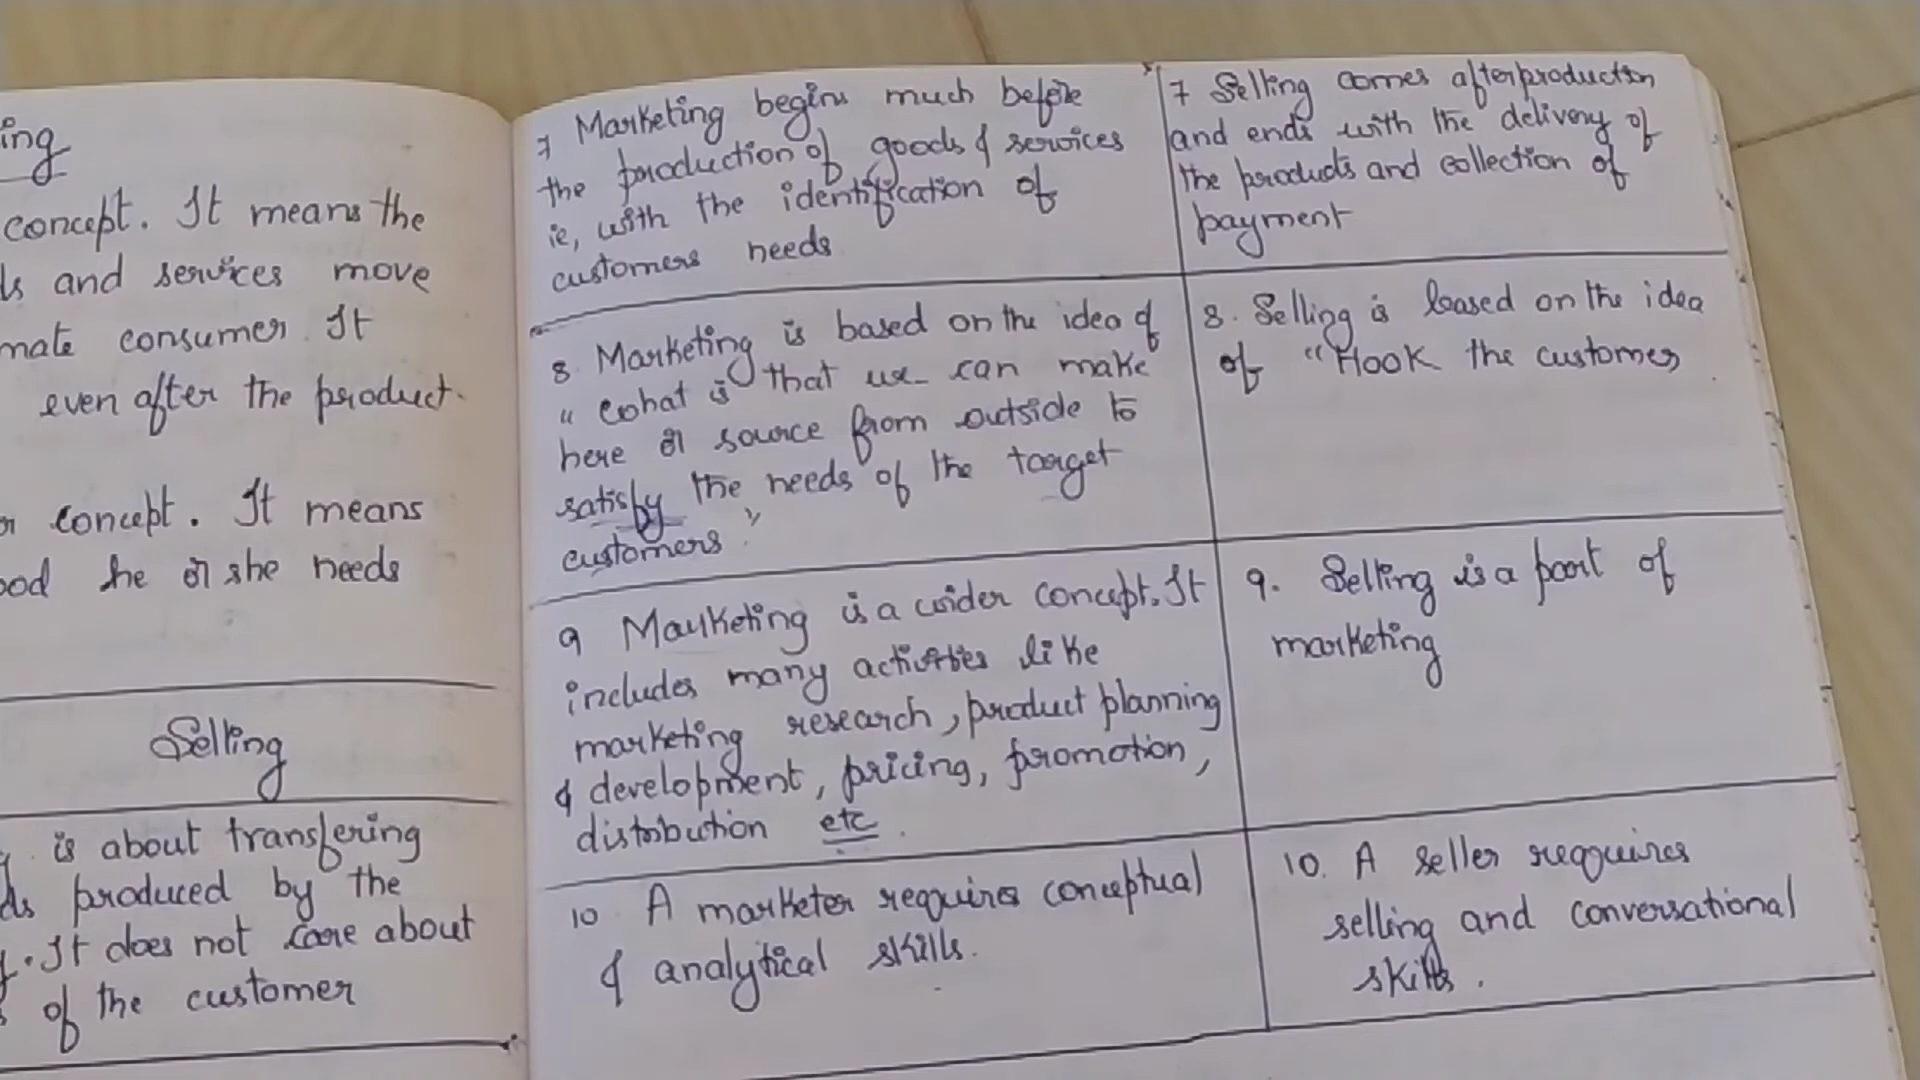 ing
concept. It means the
ds and services move
mate consumer. It
even after the product.
concept. It means
ood he or she needs
Selling
is about transfering
ds produced by the
. It does not care about
of the customer
7 Marketing begins much before
the production of goods & services
ie, with the identification of
customers needs
7 Selling comes after production
and ends with the delivery of
the products and collection of
payment
8. Marketing is based on the idea of
"What is that we can make
here or source from outside to
satisfy the needs of the target
customers"
8. Selling is based on the idea
of "Hook the customer
9 Marketing is a wider concept. It
includes many activities like
marketing research, product planning
& development, pricing, promotion,
distribution etc.
9. Selling is a part of
marketing
10 A marketer requires conceptual
& analytical skills.
10. A seller requires
selling and conversational
skills.